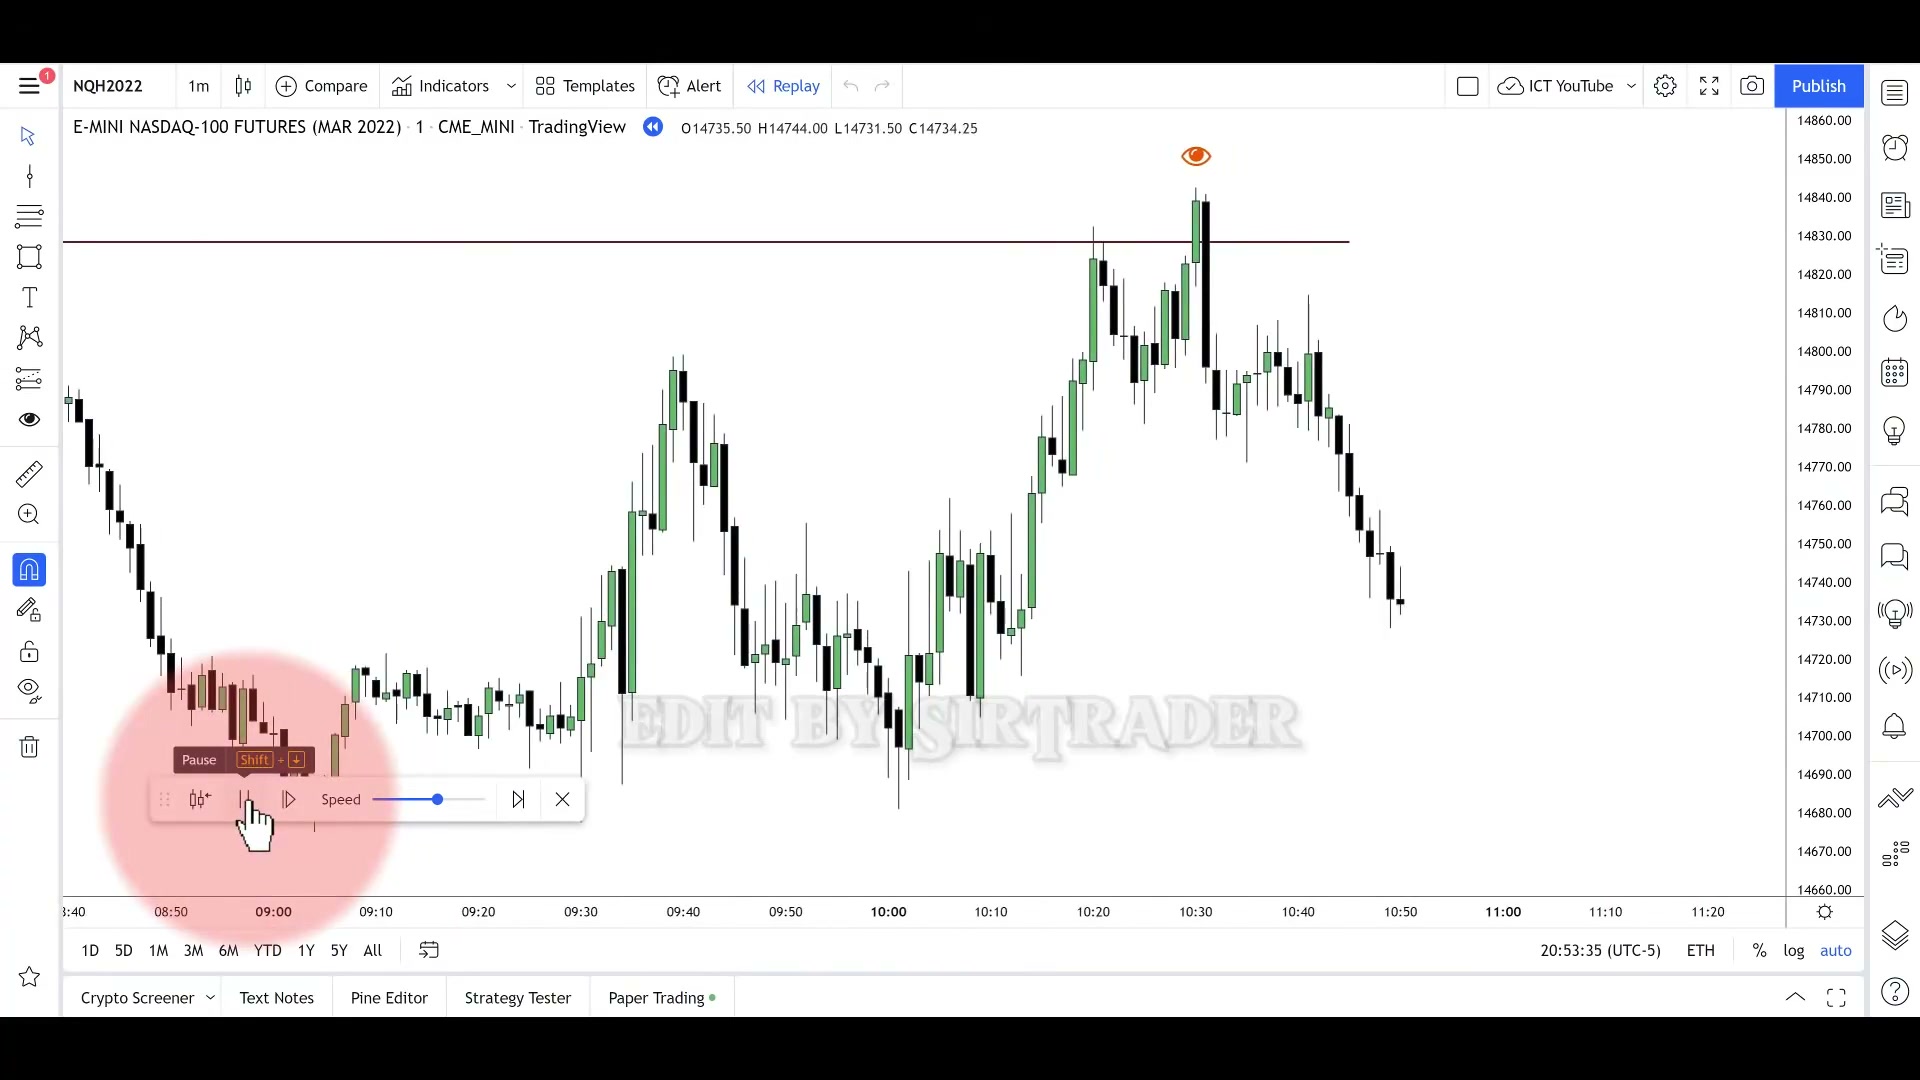 1
NQH2022 1m Compare Indicators Templates Alert Replay ICT YouTube Publish
E-MINI NASDAQ-100 FUTURES (MAR 2022) · 1 · CME_MINI · TradingView O14735.50 H14744.00 L14731.50 C14734.25
14860.00
14850.00
14840.00
14830.00
14820.00
14810.00
14800.00
14790.00
14780.00
14770.00
14760.00
14750.00
14740.00
14730.00
14720.00
14710.00
14700.00
14690.00
14680.00
14670.00
14660.00
EDIT BY SIRTRADER
Pause Shift + ↓
Speed
:40 08:50 09:00 09:10 09:20 09:30 09:40 09:50 10:00 10:10 10:20 10:30 10:40 10:50 11:00 11:10 11:20
1D 5D 1M 3M 6M YTD 1Y 5Y All 20:53:35 (UTC-5) ETH % log auto
Crypto Screener Text Notes Pine Editor Strategy Tester Paper Trading